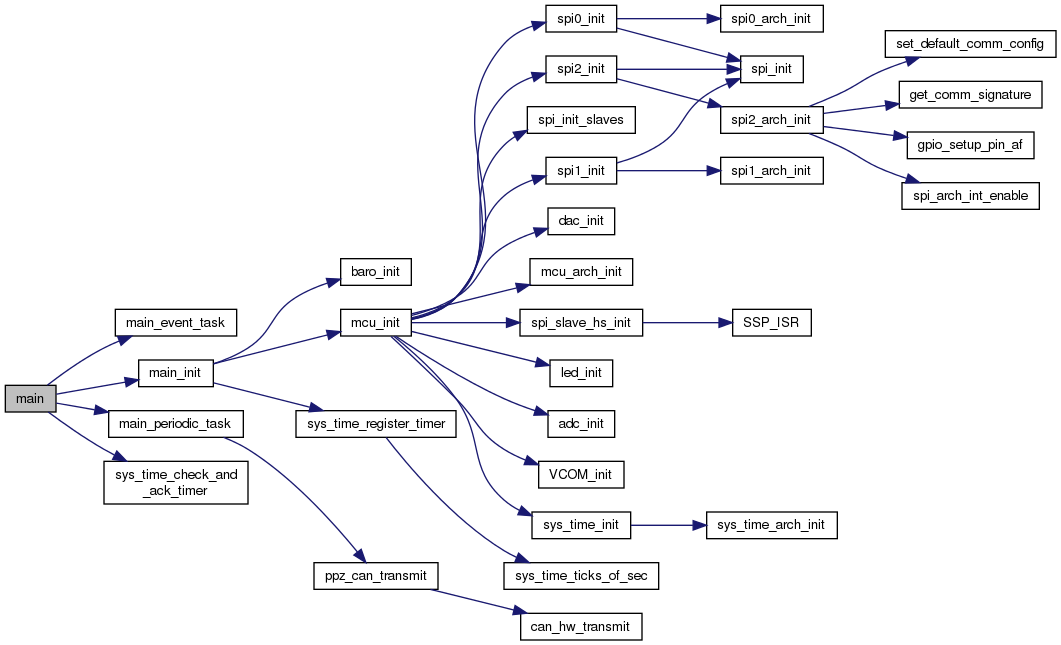 main
main_event_task
main_init
main_periodic_task
sys_time_check_and
_ack_timer
baro_init
mcu_init
sys_time_register_timer
ppz_can_transmit
spi0_init
spi2_init
spi_init_slaves
spi1_init
dac_init
mcu_arch_init
spi_slave_hs_init
led_init
adc_init
VCOM_init
sys_time_init
sys_time_ticks_of_sec
can_hw_transmit
spi0_arch_init
spi_init
spi2_arch_init
spi1_arch_init
SSP_ISR
sys_time_arch_init
set_default_comm_config
get_comm_signature
gpio_setup_pin_af
spi_arch_int_enable